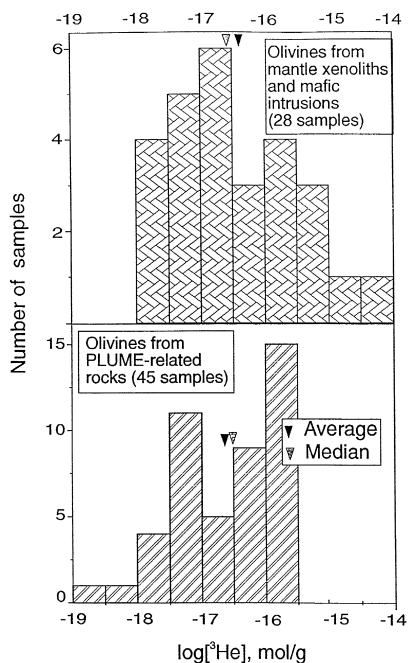 -19 -18 -17 -16 -15 -14
6
4
2
Olivines from
mantle xenoliths
and mafic
intrusions
(28 samples)
Number of samples
15
10
5
0
Olivines from
PLUME-related
rocks (45 samples)
Average
Median
-19 -18 -17 -16 -15 -14
log[³He], mol/g